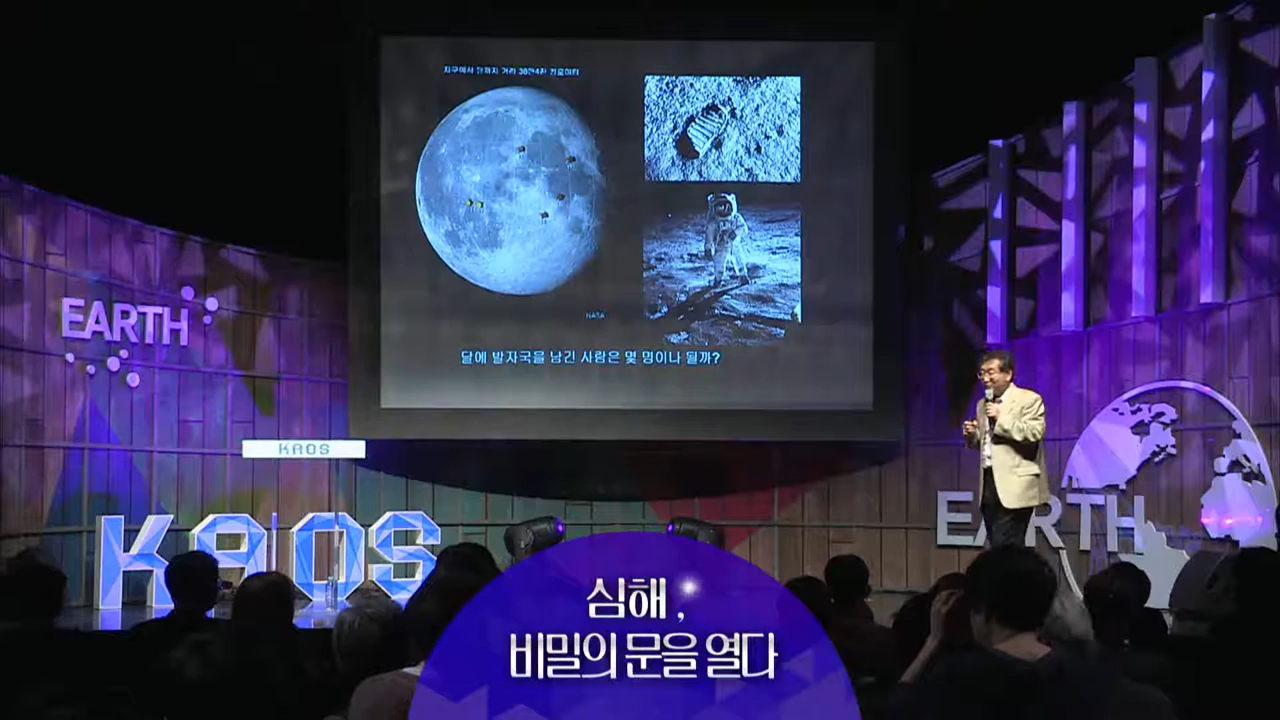 지구에서 달까지 거리 38만4천 킬로미터
NASA
달에 발자국을 남긴 사람은 몇 명이나 될까?
EARTH
KAOS
KAOS
EARTH
심해,
비밀의 문을 열다